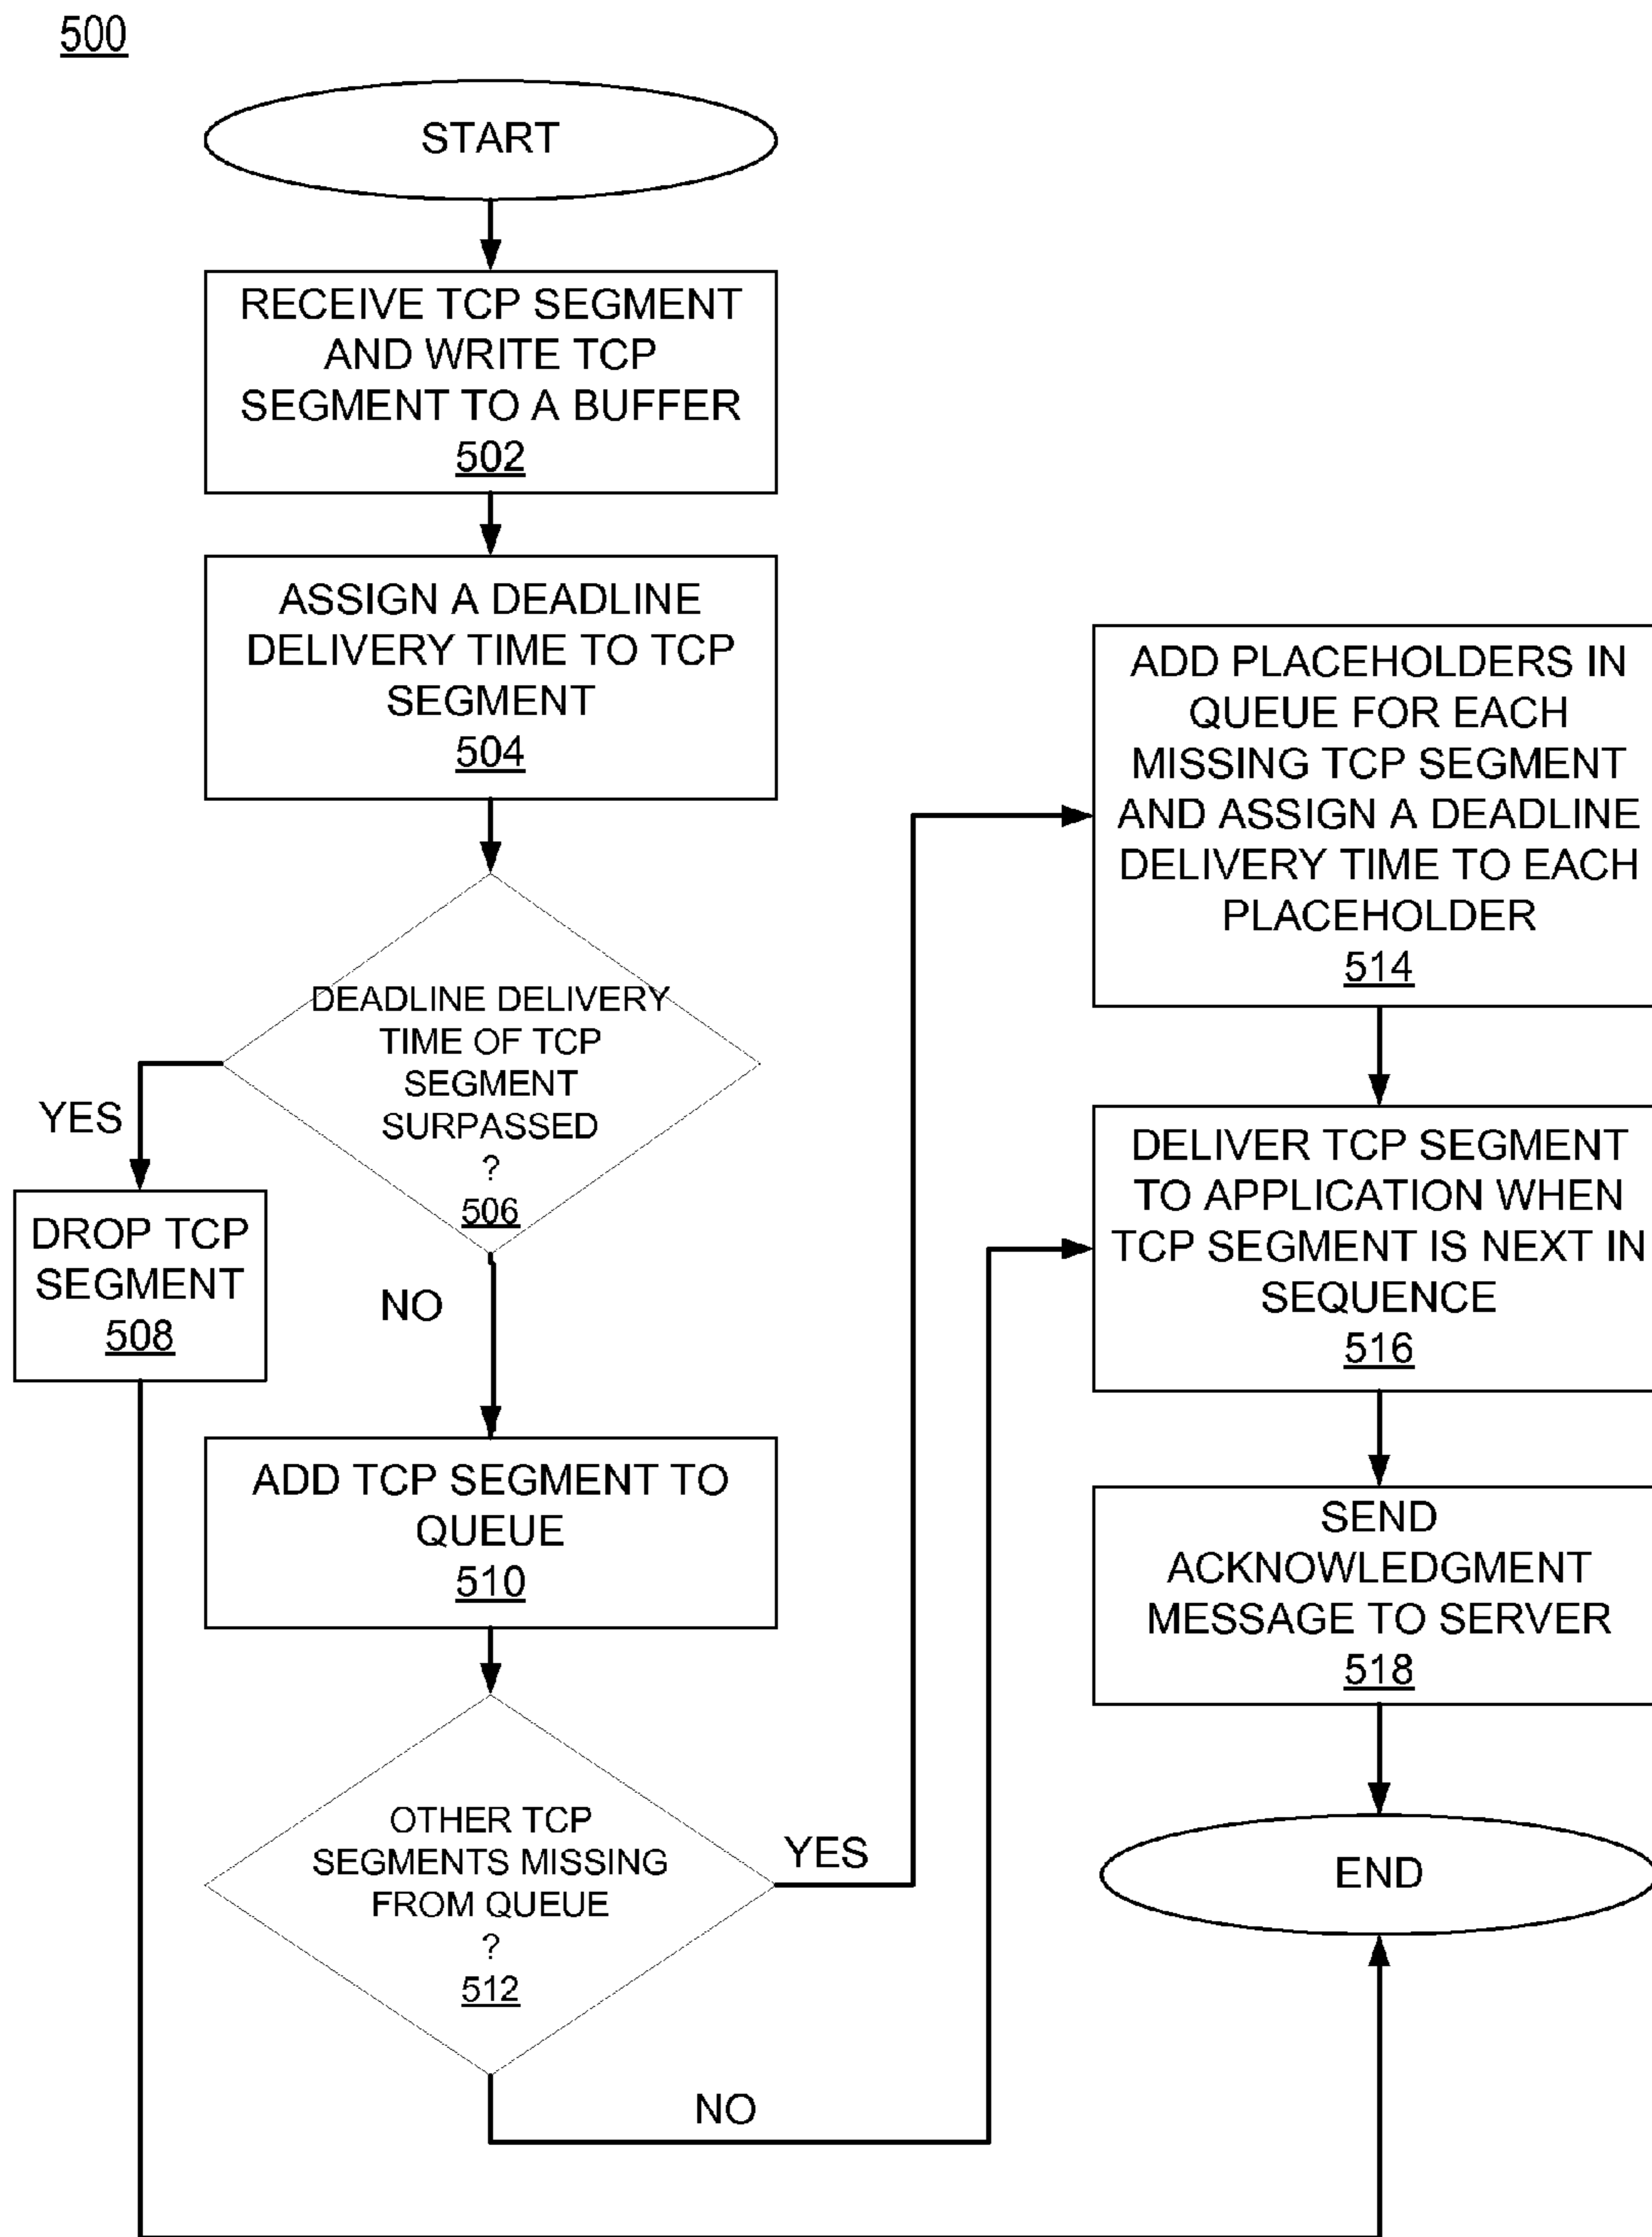 500
START
RECEIVE TCP SEGMENT
AND WRITE TCP
SEGMENT TO A BUFFER
502
ASSIGN A DEADLINE
DELIVERY TIME TO TCP
SEGMENT
504
DEADLINE DELIVERY
TIME OF TCP
SEGMENT
SURPASSED
?
506
YES
DROP TCP
SEGMENT
508
NO
ADD TCP SEGMENT TO
QUEUE
510
OTHER TCP
SEGMENTS MISSING
FROM QUEUE
?
512
YES
NO
ADD PLACEHOLDERS IN
QUEUE FOR EACH
MISSING TCP SEGMENT
AND ASSIGN A DEADLINE
DELIVERY TIME TO EACH
PLACEHOLDER
514
DELIVER TCP SEGMENT
TO APPLICATION WHEN
TCP SEGMENT IS NEXT IN
SEQUENCE
516
SEND
ACKNOWLEDGMENT
MESSAGE TO SERVER
518
END